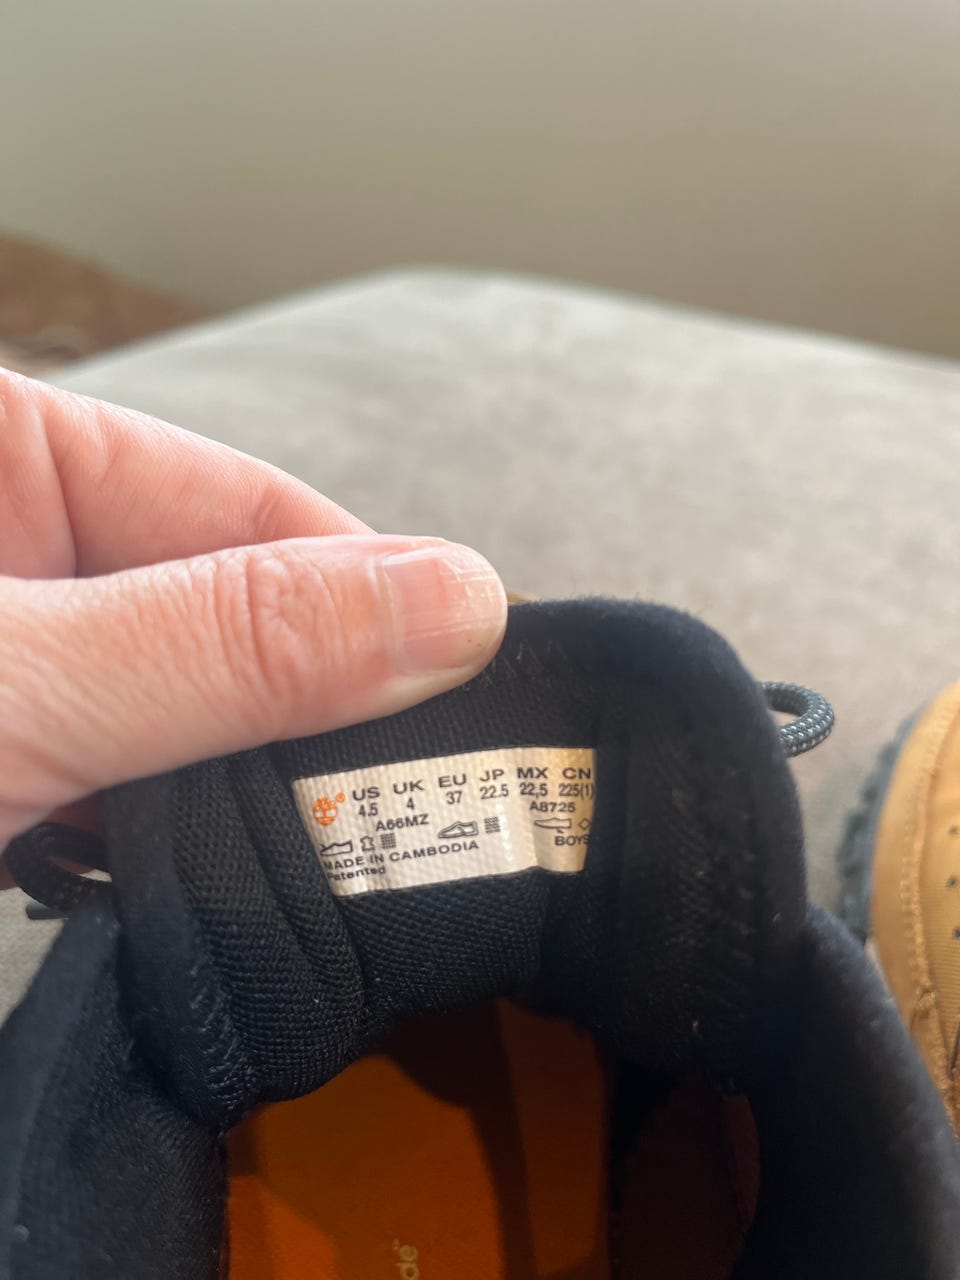 US UK EU JP MX CN
4.5 4 37 22.5 22,5 225(1)
A66MZ A8725
BOYS
MADE IN CAMBODIA
Patented